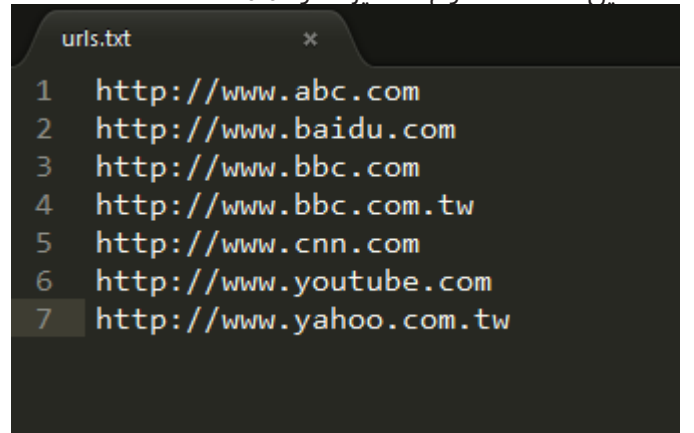 urls.txt ×
1 http://www.abc.com
2 http://www.baidu.com
3 http://www.bbc.com
4 http://www.bbc.com.tw
5 http://www.cnn.com
6 http://www.youtube.com
7 http://www.yahoo.com.tw